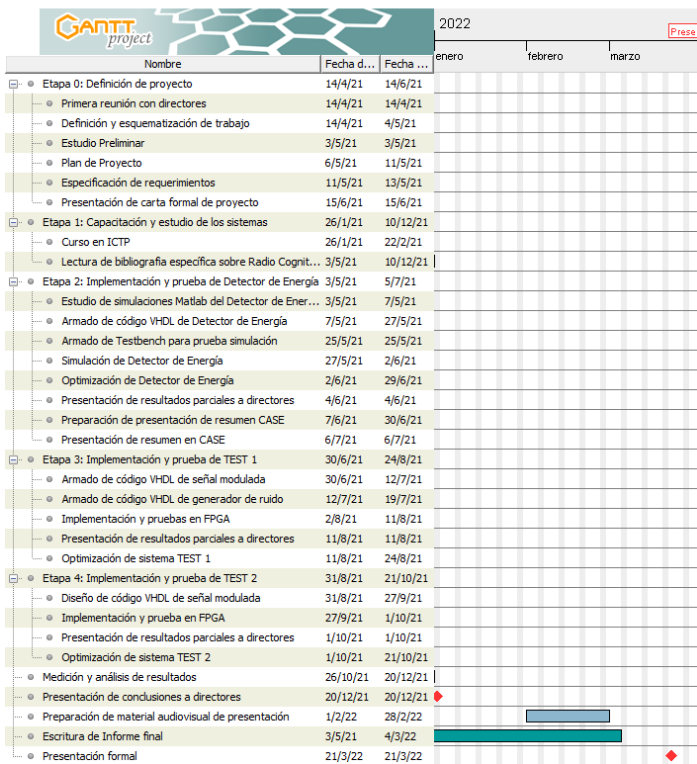 GANTT
project
2022
Prese
enero febrero marzo
Nombre Fecha d... Fecha ...
Etapa 0: Definición de proyecto 14/4/21 14/6/21
Primera reunión con directores 14/4/21 14/4/21
Definición y esquematización de trabajo 14/4/21 4/5/21
Estudio Preliminar 3/5/21 3/5/21
Plan de Proyecto 6/5/21 11/5/21
Especificación de requerimientos 11/5/21 13/5/21
Presentación de carta formal de proyecto 15/6/21 15/6/21
Etapa 1: Capacitación y estudio de los sistemas 26/1/21 10/12/21
Curso en ICTP 26/1/21 22/2/21
Lectura de bibliografia específica sobre Radio Cognit... 3/5/21 10/12/21
Etapa 2: Implementación y prueba de Detector de Energía 3/5/21 5/7/21
Estudio de simulaciones Matlab del Detector de Ener... 3/5/21 7/5/21
Armado de código VHDL de Detector de Energía 7/5/21 27/5/21
Armado de Testbench para prueba simulación 25/5/21 25/5/21
Simulación de Detector de Energía 27/5/21 2/6/21
Optimización de Detector de Energía 2/6/21 29/6/21
Presentación de resultados parciales a directores 4/6/21 4/6/21
Preparación de presentación de resumen CASE 7/6/21 30/6/21
Presentación de resumen en CASE 6/7/21 6/7/21
Etapa 3: Implementación y prueba de TEST 1 30/6/21 24/8/21
Armado de código VHDL de señal modulada 30/6/21 12/7/21
Armado de código VHDL de generador de ruido 12/7/21 19/7/21
Implementación y pruebas en FPGA 2/8/21 11/8/21
Presentación de resultados parciales a directores 11/8/21 11/8/21
Optimización de sistema TEST 1 11/8/21 24/8/21
Etapa 4: Implementación y prueba de TEST 2 31/8/21 21/10/21
Diseño de código VHDL de señal modulada 31/8/21 27/9/21
Implementación y prueba en FPGA 27/9/21 1/10/21
Presentación de resultados parciales a directores 1/10/21 1/10/21
Optimización de sistema TEST 2 1/10/21 21/10/21
Medición y análisis de resultados 26/10/21 20/12/21
Presentación de conclusiones a directores 20/12/21 20/12/21
Preparación de material audiovisual de presentación 1/2/22 28/2/22
Escritura de Informe final 3/5/21 4/3/22
Presentación formal 21/3/22 21/3/22